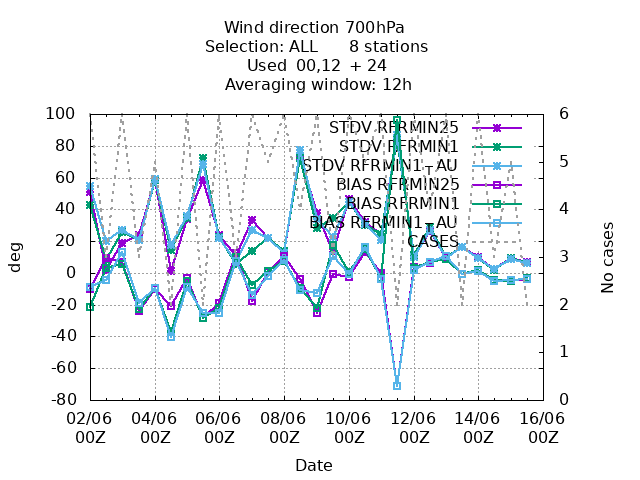 Wind direction 700hPa
Selection: ALL 8 stations
Used 00,12 + 24
Averaging window: 12h
100
80
60
40
20
0
-20
-40
-60
-80
deg
6
5
4
3
2
1
0
No cases
STDV RFRMIN25
STDV RFRMIN1
STDV RFRMIN1_TAU
BIAS RFRMIN25
BIAS RFRMIN1
BIAS RFRMIN1_TAU
CASES
02/06 04/06 06/06 08/06 10/06 12/06 14/06 16/06
00Z 00Z 00Z 00Z 00Z 00Z 00Z 00Z
Date